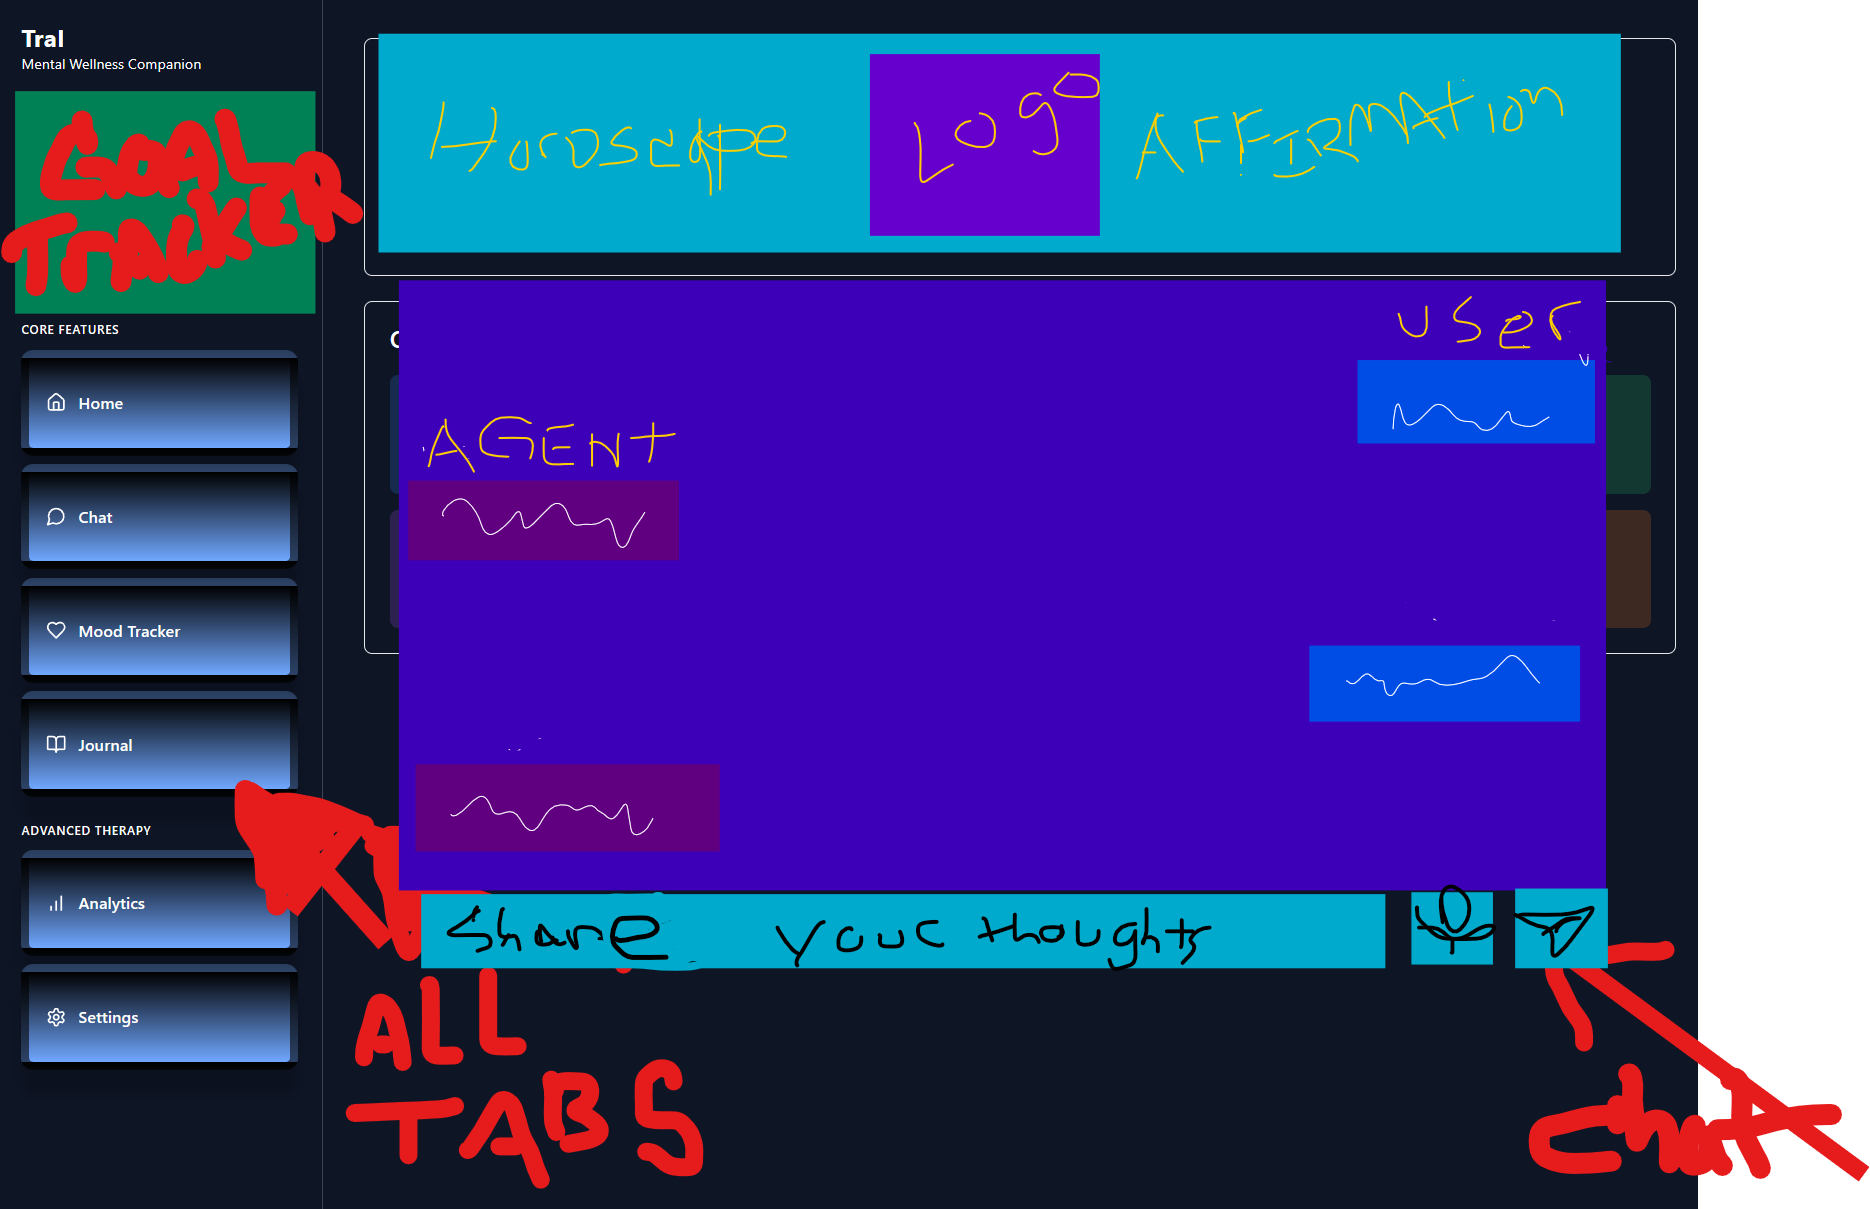 Tral
Mental Wellness Companion
GOAL
TRACKER
CORE FEATURES
Home
Chat
Mood Tracker
Journal
ADVANCED THERAPY
Analytics
Settings
Logo
AFFIRMATION
User
AGENT
Share your thoughts
ALL
TABS
Chat